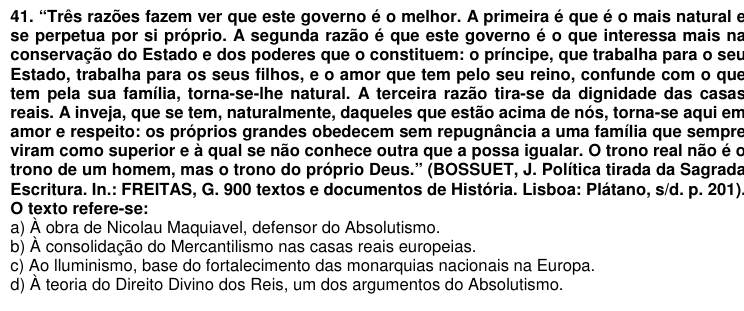 41. “Três razões fazem ver que este governo é o melhor. A primeira é que é o mais natural e
se perpetua por si próprio. A segunda razão é que este governo é o que interessa mais na
conservação do Estado e dos poderes que o constituem: o príncipe, que trabalha para o seu
Estado, trabalha para os seus filhos, e o amor que tem pelo seu reino, confunde com o que
tem pela sua família, torna-se-lhe natural. A terceira razão tira-se da dignidade das casas
reais. A inveja, que se tem, naturalmente, daqueles que estão acima de nós, torna-se aqui em
amor e respeito: os próprios grandes obedecem sem repugnância a uma família que sempre
viram como superior e à qual se não conhece outra que a possa igualar. O trono real não é o
trono de um homem, mas o trono do próprio Deus.” (BOSSUET, J. Política tirada da Sagrada
Escritura. In.: FREITAS, G. 900 textos e documentos de História. Lisboa: Plátano, s/d. p. 201).
O texto refere-se:
a) À obra de Nicolau Maquiavel, defensor do Absolutismo.
b) À consolidação do Mercantilismo nas casas reais europeias.
c) Ao Iluminismo, base do fortalecimento das monarquias nacionais na Europa.
d) À teoria do Direito Divino dos Reis, um dos argumentos do Absolutismo.